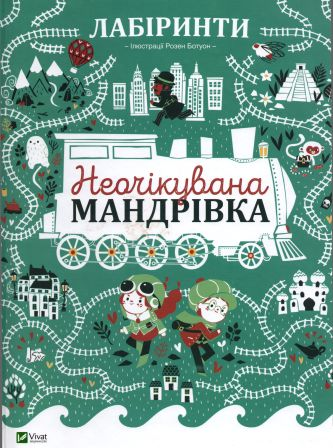 ЛАБІРИНТИ
– Ілюстрації Розен Ботуон –
Неочікувана
МАНДРІВКА
Vivat